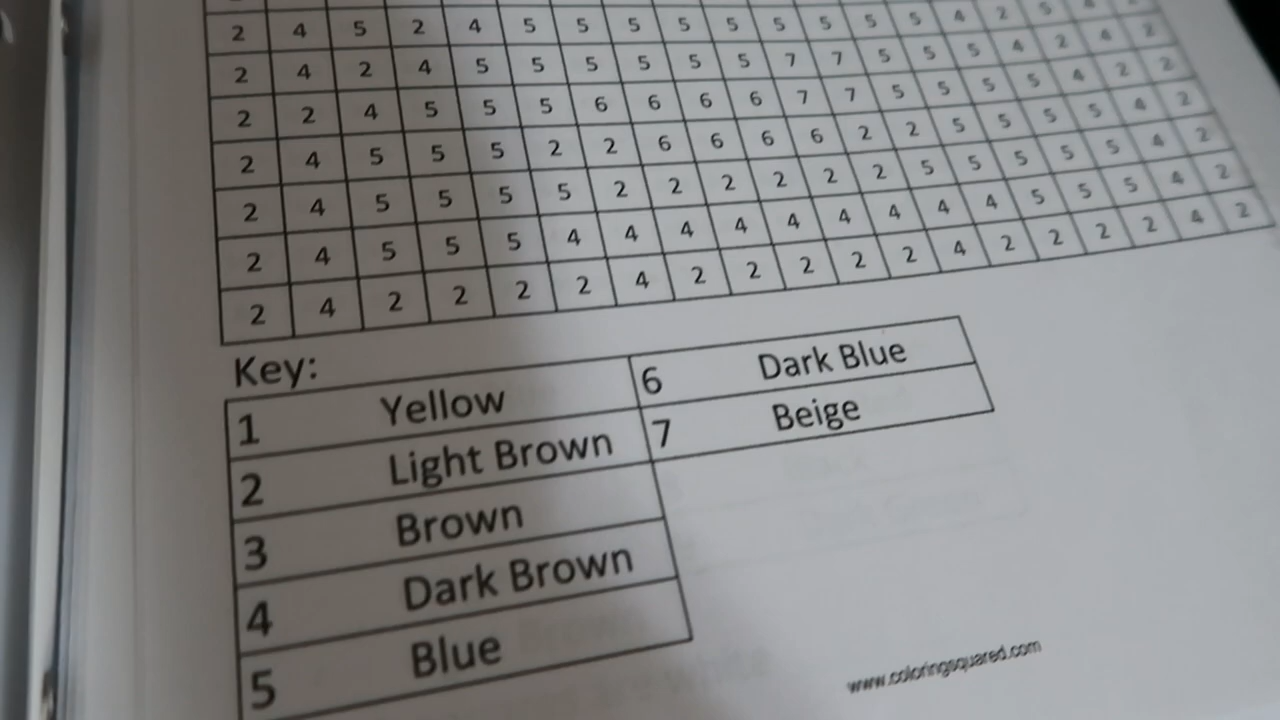 2 4 5 2 4 5 5 5 5 5 5 5 5 4 2 5 4
2 4 2 4 5 5 5 5 5 5 7 7 5 5 5 4 2 4 2
2 2 4 5 5 5 6 6 6 6 7 7 5 5 5 5 4 2 2
2 4 5 5 5 2 2 6 6 6 6 2 2 5 5 5 5 4 2
2 4 5 5 5 5 2 2 2 2 2 2 5 5 5 5 5 4 2
2 4 5 5 5 4 4 4 4 4 4 4 4 4 5 5 5 4 2
2 4 2 2 2 2 4 2 2 2 2 2 4 2 2 2 2 4 2
Key:
1 Yellow 6 Dark Blue
2 Light Brown 7 Beige
3 Brown
4 Dark Brown
5 Blue
www.coloringsquared.com